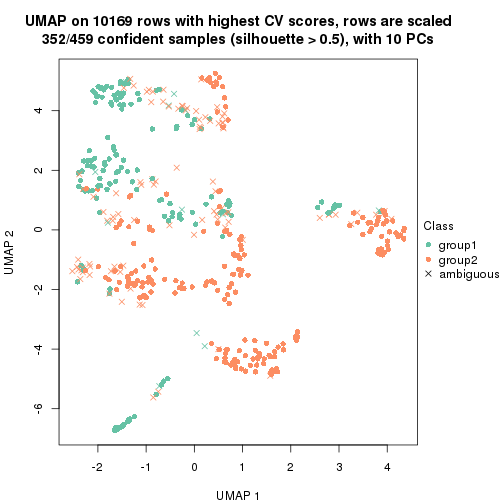 UMAP on 10169 rows with highest CV scores, rows are scaled
352/459 confident samples (silhouette > 0.5), with 10 PCs
4
2
0
-2
-4
-6
UMAP 2
-2
-1
0
1
2
3
4
UMAP 1
Class
group1
group2
ambiguous